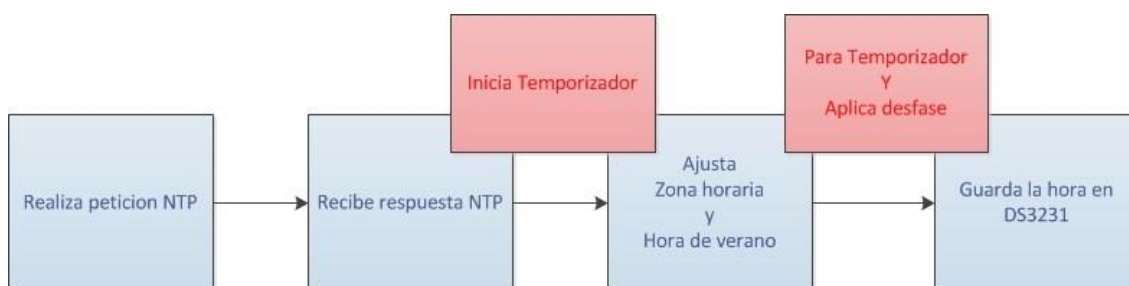 Realiza peticion NTP
Recibe respuesta NTP
Inicia Temporizador
Ajusta
Zona horaria
y
Hora de verano
Para Temporizador
Y
Aplica desfase
Guarda la hora en
DS3231